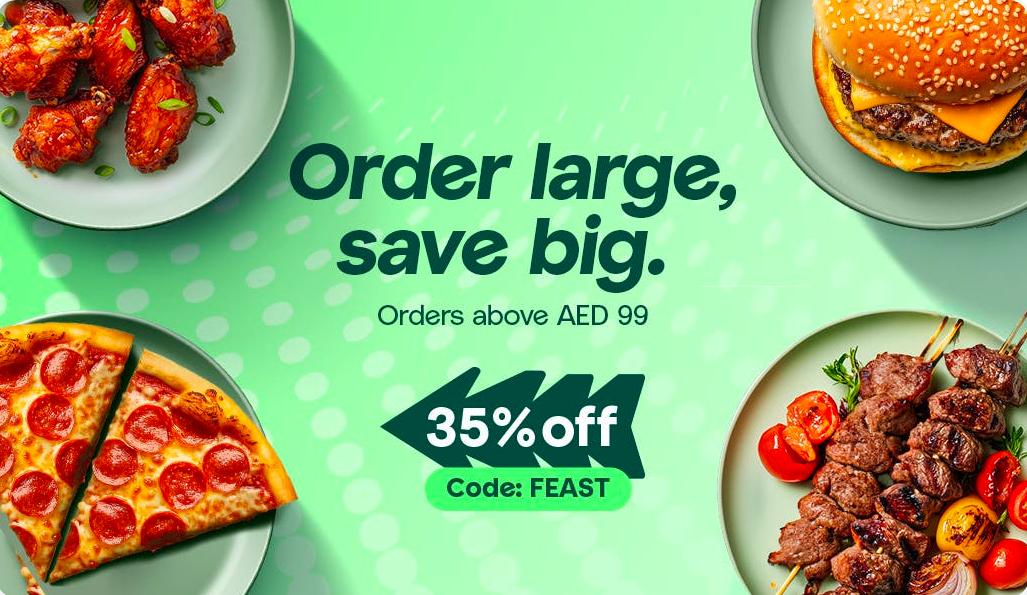 Order large,
save big.
Orders above AED 99
35% off
Code: FEAST